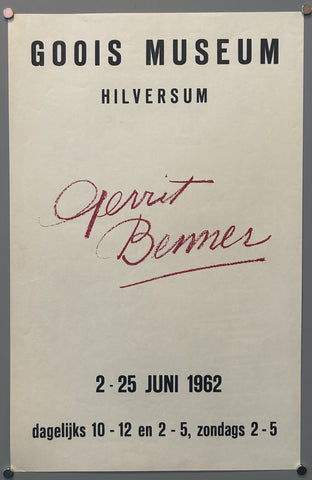 GOOIS MUSEUM
HILVERSUM
Gerrit
Benner
2 - 25 JUNI 1962
dagelijks 10 - 12 en 2 - 5, zondags 2 - 5